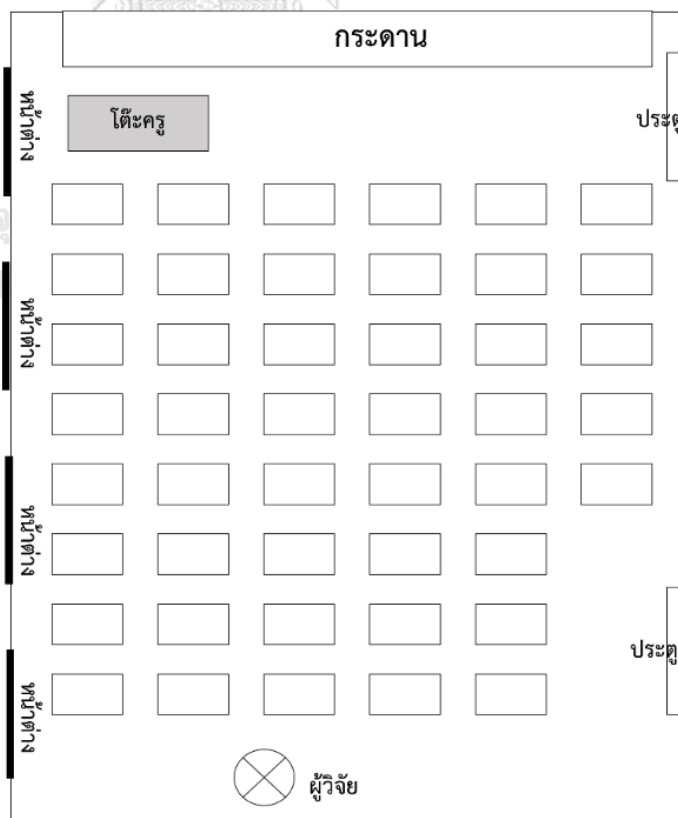 กระดาน
หน้าต่าง
โต๊ะครู
ประตู
หน้าต่าง
หน้าต่าง
ประตู
หน้าต่าง
ผู้วิจัย